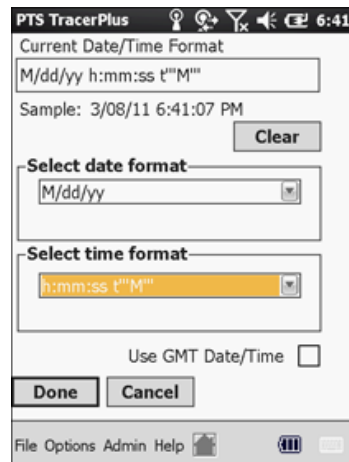 PTS TracerPlus 6:41
Current Date/Time Format
M/dd/yy h:mm:ss t'"M"'
Sample: 3/08/11 6:41:07 PM
Clear
Select date format
M/dd/yy
Select time format
h:mm:ss t'"M"'
Use GMT Date/Time
Done Cancel
File Options Admin Help